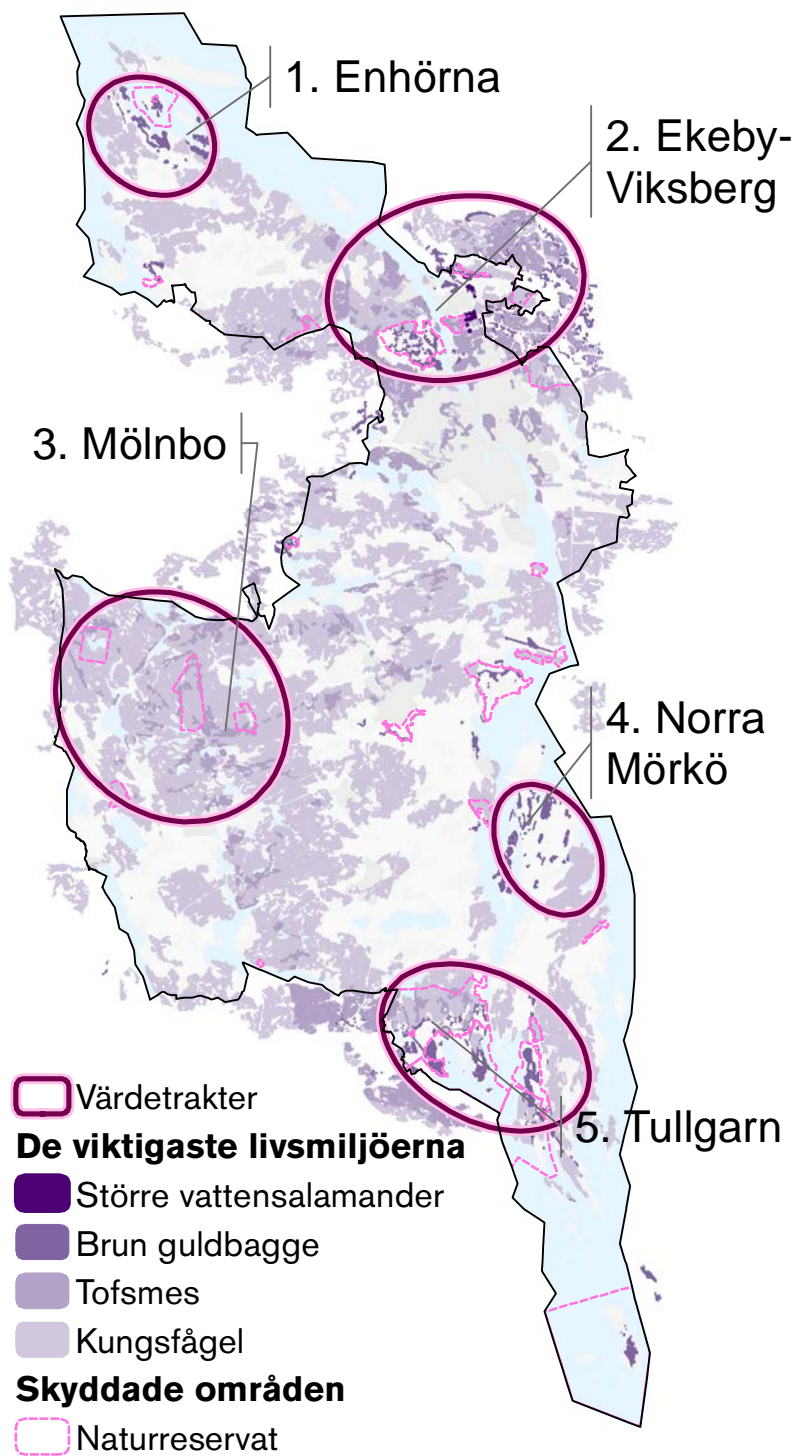 1. Enhörna
2. Ekeby-
Viksberg
3. Mölnbo
4. Norra
Mörkö
5. Tullgarn
Värdetrakter
De viktigaste livsmiljöerna
Större vattensalamander
Brun guldbagge
Tofsmes
Kungsfågel
Skyddade områden
Naturreservat